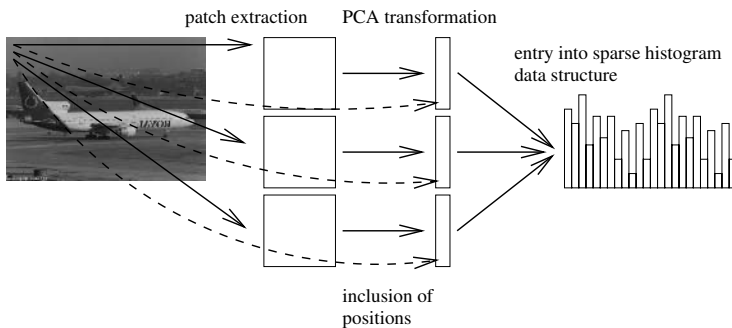 patch extraction
PCA transformation
entry into sparse histogram
data structure
inclusion of
positions